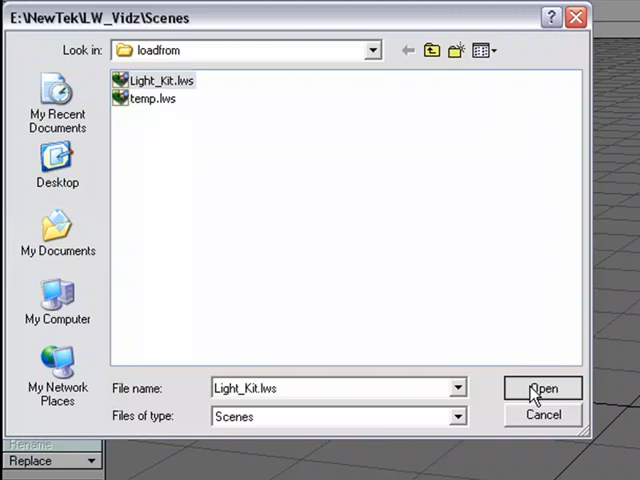 E:\NewTek\LW_Vidz\Scenes
Look in:
loadfrom
Light_Kit.lws
temp.lws
My Recent
Documents
Desktop
My Documents
My Computer
My Network
Places
File name:
Light_Kit.lws
Open
Files of type:
Scenes
Cancel
Rename
Replace